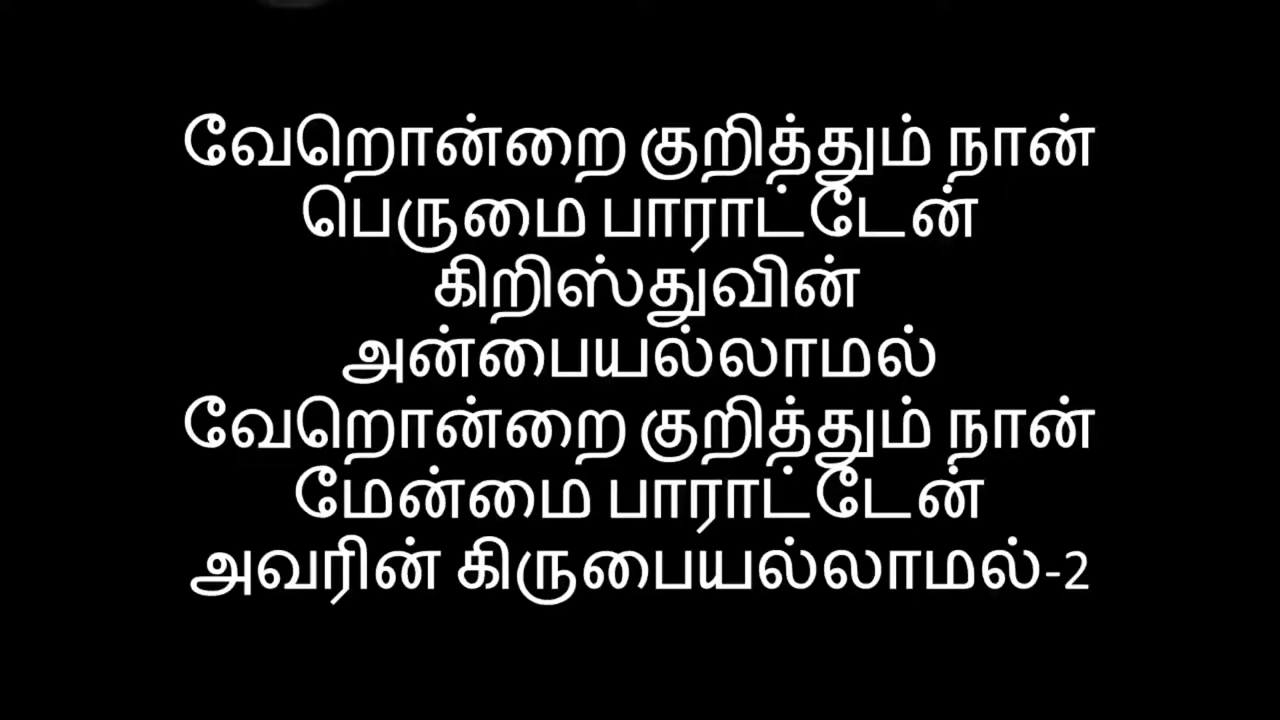 வேறொன்றை குறித்தும் நான்
பெருமை பாராட்டேன்
கிறிஸ்துவின்
அன்பையல்லாமல்
வேறொன்றை குறித்தும் நான்
மேன்மை பாராட்டேன்
அவரின் கிருபையல்லாமல்-2